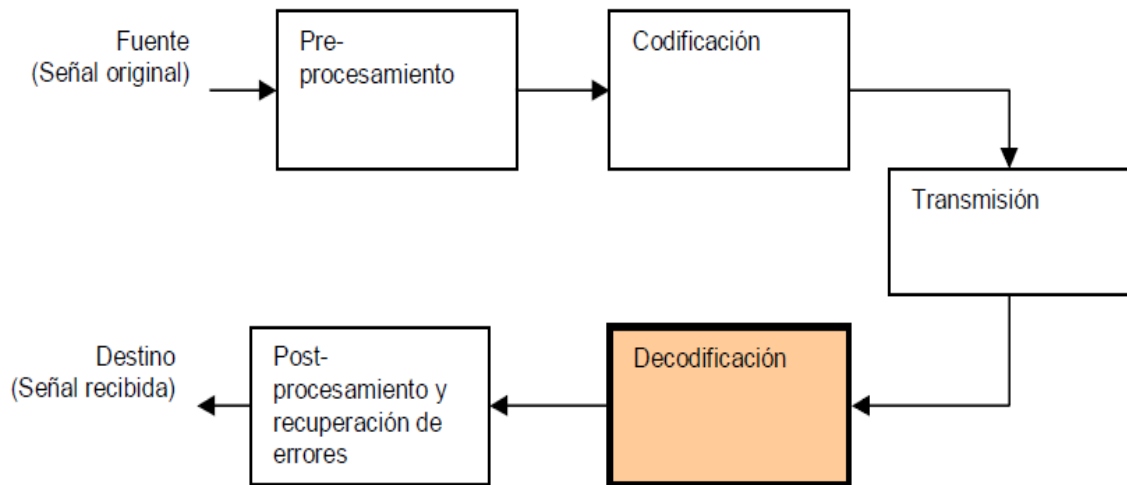 Fuente
(Señal original)
Pre-
procesamiento
Codificación
Transmisión
Decodificación
Post-
procesamiento y
recuperación de
errores
Destino
(Señal recibida)